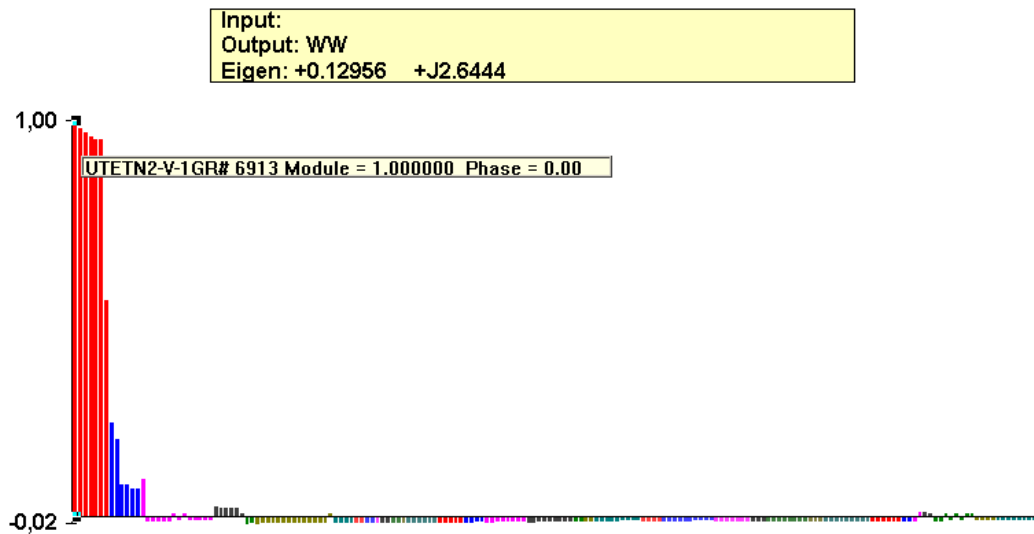 Input:
Output: WW
Eigen: +0.12956 +J2.6444
1,00
UTETN2-V-1GR# 6913 Module = 1.000000 Phase = 0.00
-0,02